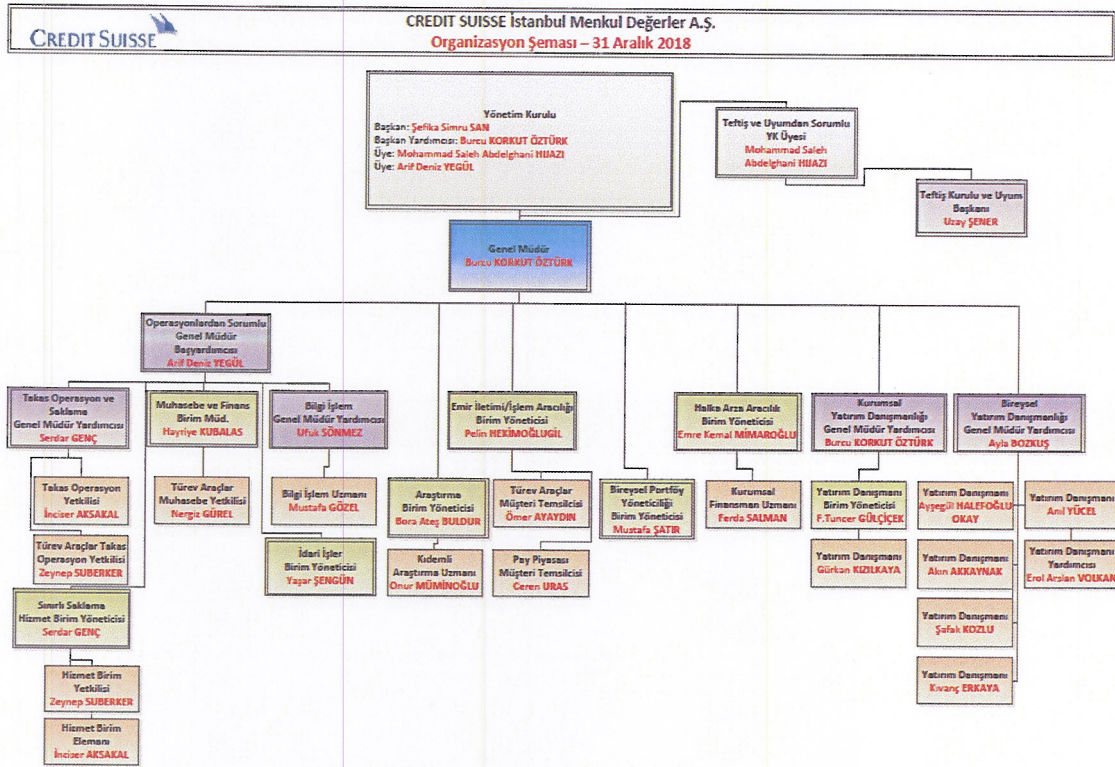 CREDIT SUISSE
CREDIT SUISSE İstanbul Menkul Değerler A.Ş.
Organizasyon Şeması – 31 Aralık 2018
Yönetim Kurulu
Başkan: Şefika Simru SAN
Başkan Yardımcısı: Burcu KORKUT ÖZTÜRK
Üye: Mohammad Saleh Abdelghani HIJAZI
Üye: Arif Deniz YEGÜL
Teftiş ve Uyumdan Sorumlu
YK Üyesi
Mohammad Saleh
Abdelghani HIJAZI
Teftiş Kurulu ve Uyum
Başkanı
Uzay ŞENER
Genel Müdür
Burcu KORKUT ÖZTÜRK
Operasyonlardan Sorumlu
Genel Müdür
Başyardımcısı
Arif Deniz YEGÜL
Takas Operasyon ve
Saklama
Genel Müdür Yardımcısı
Serdar GENÇ
Muhasebe ve Finans
Birim Müd.
Hayriye KUBALAS
Bilgi İşlem
Genel Müdür Yardımcısı
Ufuk SÖNMEZ
Emir İletimi/İşlem Aracılığı
Birim Yöneticisi
Pelin HEKİMOĞLUGİL
Halka Arza Aracılık
Birim Yöneticisi
Emre Kemal MİMAROĞLU
Kurumsal
Yatırım Danışmanlığı
Genel Müdür Yardımcısı
Burcu KORKUT ÖZTÜRK
Bireysel
Yatırım Danışmanlığı
Genel Müdür Yardımcısı
Ayla BOZKUŞ
Takas Operasyon
Yetkilisi
İnciser AKSAKAL
Türev Araçlar
Muhasebe Yetkilisi
Nergiz GÜREL
Bilgi İşlem Uzmanı
Mustafa GÖZEL
Araştırma
Birim Yöneticisi
Bora Ateş BULDUR
Türev Araçlar
Müşteri Temsilcisi
Ömer AYAYDIN
Bireysel Portföy
Yöneticiliği
Birim Yöneticisi
Mustafa ŞATIR
Kurumsal
Finansman Uzmanı
Ferda SALMAN
Yatırım Danışmanı
Birim Yöneticisi
F.Tuncer GÜLÇİÇEK
Yatırım Danışmanı
Ayşegül HALEFOĞLU
OKAY
Yatırım Danışmanı
Anıl YÜCEL
Türev Araçlar Takas
Operasyon Yetkilisi
Zeynep SUBERKER
İdari İşler
Birim Yöneticisi
Yaşar ŞENGÜN
Kıdemli
Araştırma Uzmanı
Onur MÜMİNOĞLU
Pay Piyasası
Müşteri Temsilcisi
Ceren URAS
Yatırım Danışmanı
Gürkan KIZILKAYA
Yatırım Danışmanı
Akın AKKAYNAK
Yatırım Danışmanı
Yardımcısı
Erol Arslan VOLKAN
Sınırlı Saklama
Hizmet Birim Yöneticisi
Serdar GENÇ
Yatırım Danışmanı
Şafak KOZLU
Hizmet Birim
Yetkilisi
Zeynep SUBERKER
Yatırım Danışmanı
Kıvanç ERKAYA
Hizmet Birim
Elemanı
İnciser AKSAKAL